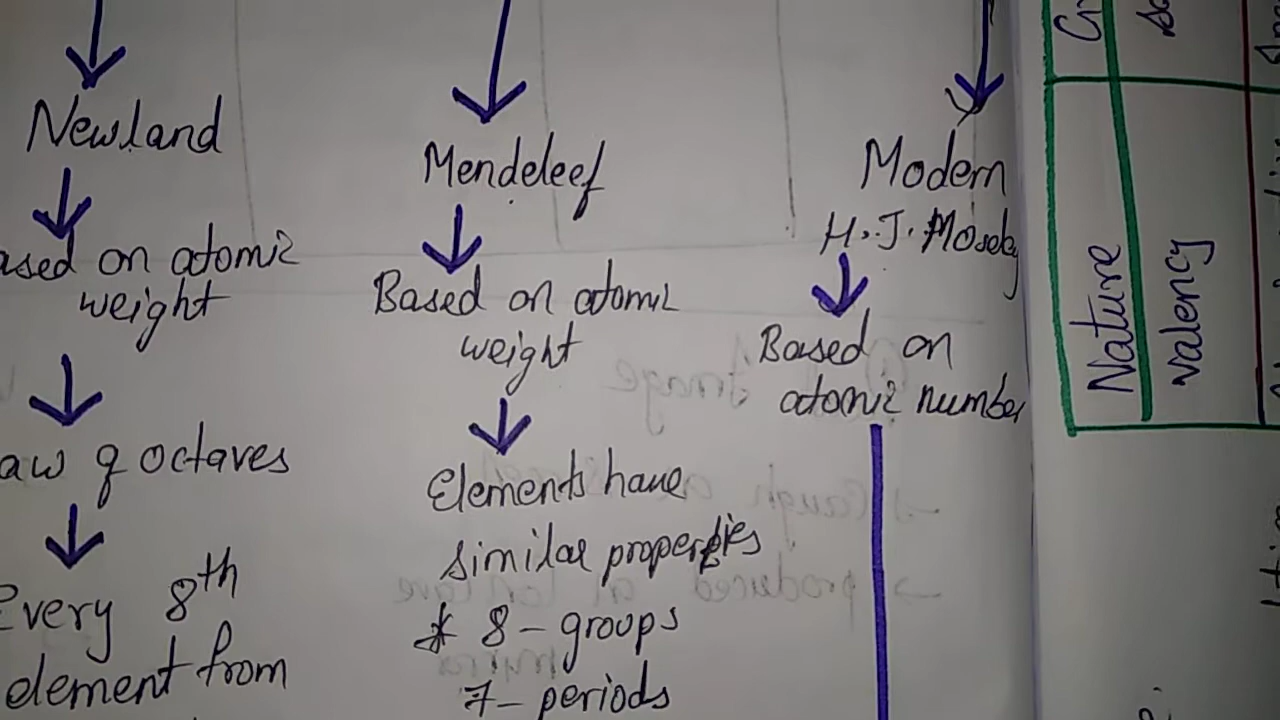 Newland
ased on atomic
weight
aw of octaves
Every 8th
element from
Mendeleef
Based on atomic
weight
Elements have
similar properties
* 8 - groups
7 - periods
Modern
H. J. Mosely
Based on
atomic number
Nature
valency